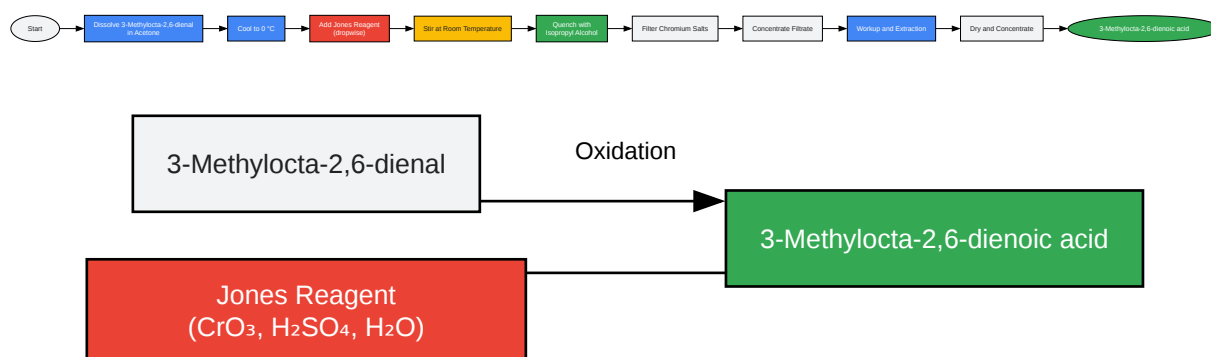 Start
Dissolve 3-Methylocta-2,6-dienal
in Acetone
Cool to 0 °C
Add Jones Reagent
(dropwise)
Stir at Room Temperature
Quench with
Isopropyl Alcohol
Filter Chromium Salts
Concentrate Filtrate
Workup and Extraction
Dry and Concentrate
3-Methylocta-2,6-dienoic acid
3-Methylocta-2,6-dienal
Oxidation
3-Methylocta-2,6-dienoic acid
Jones Reagent
(CrO₃, H₂SO₄, H₂O)